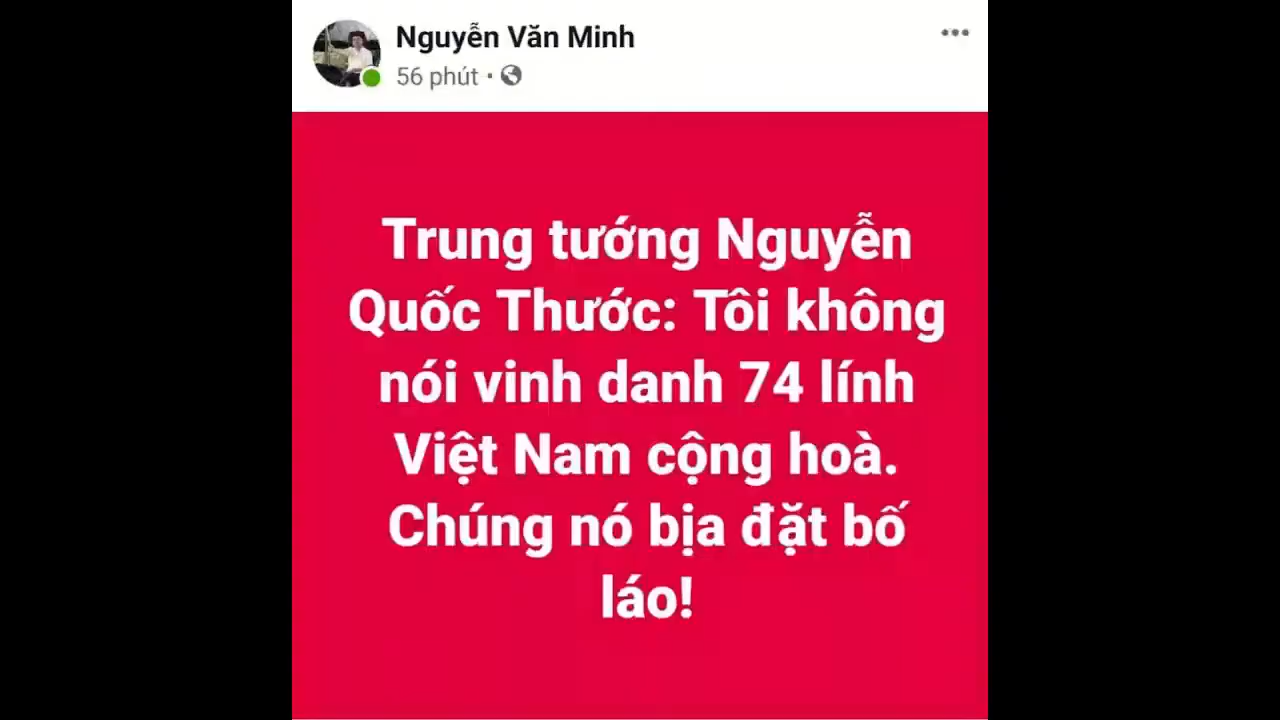 Nguyễn Văn Minh
56 phút •
Trung tướng Nguyễn
Quốc Thước: Tôi không
nói vinh danh 74 lính
Việt Nam cộng hoà.
Chúng nó bịa đặt bố
láo!